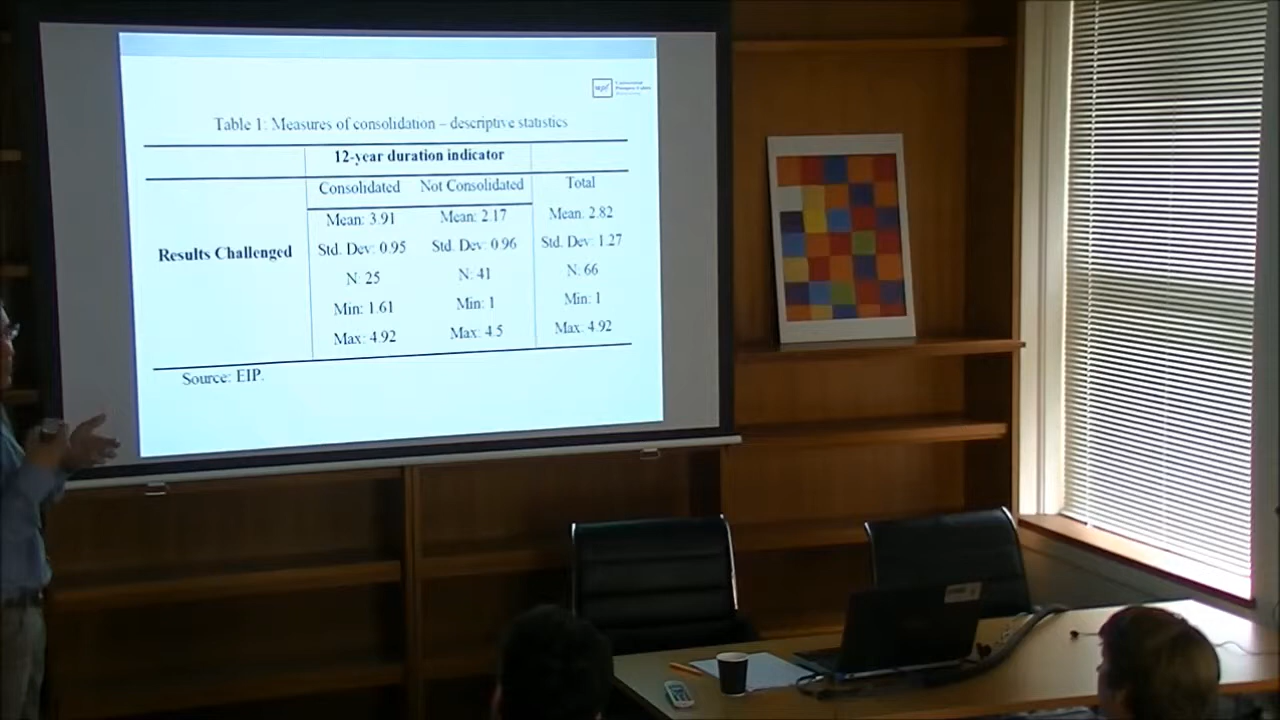 Table 1: Measures of consolidation – descriptive statistics
12-year duration indicator
Consolidated Not Consolidated Total
Mean: 3.91 Mean: 2.17 Mean: 2.82
Results Challenged Std. Dev: 0.95 Std. Dev: 0.96 Std. Dev: 1.27
N: 25 N: 41 N: 66
Min: 1.61 Min: 1 Min: 1
Max: 4.92 Max: 4.5 Max: 4.92
Source: EIP.